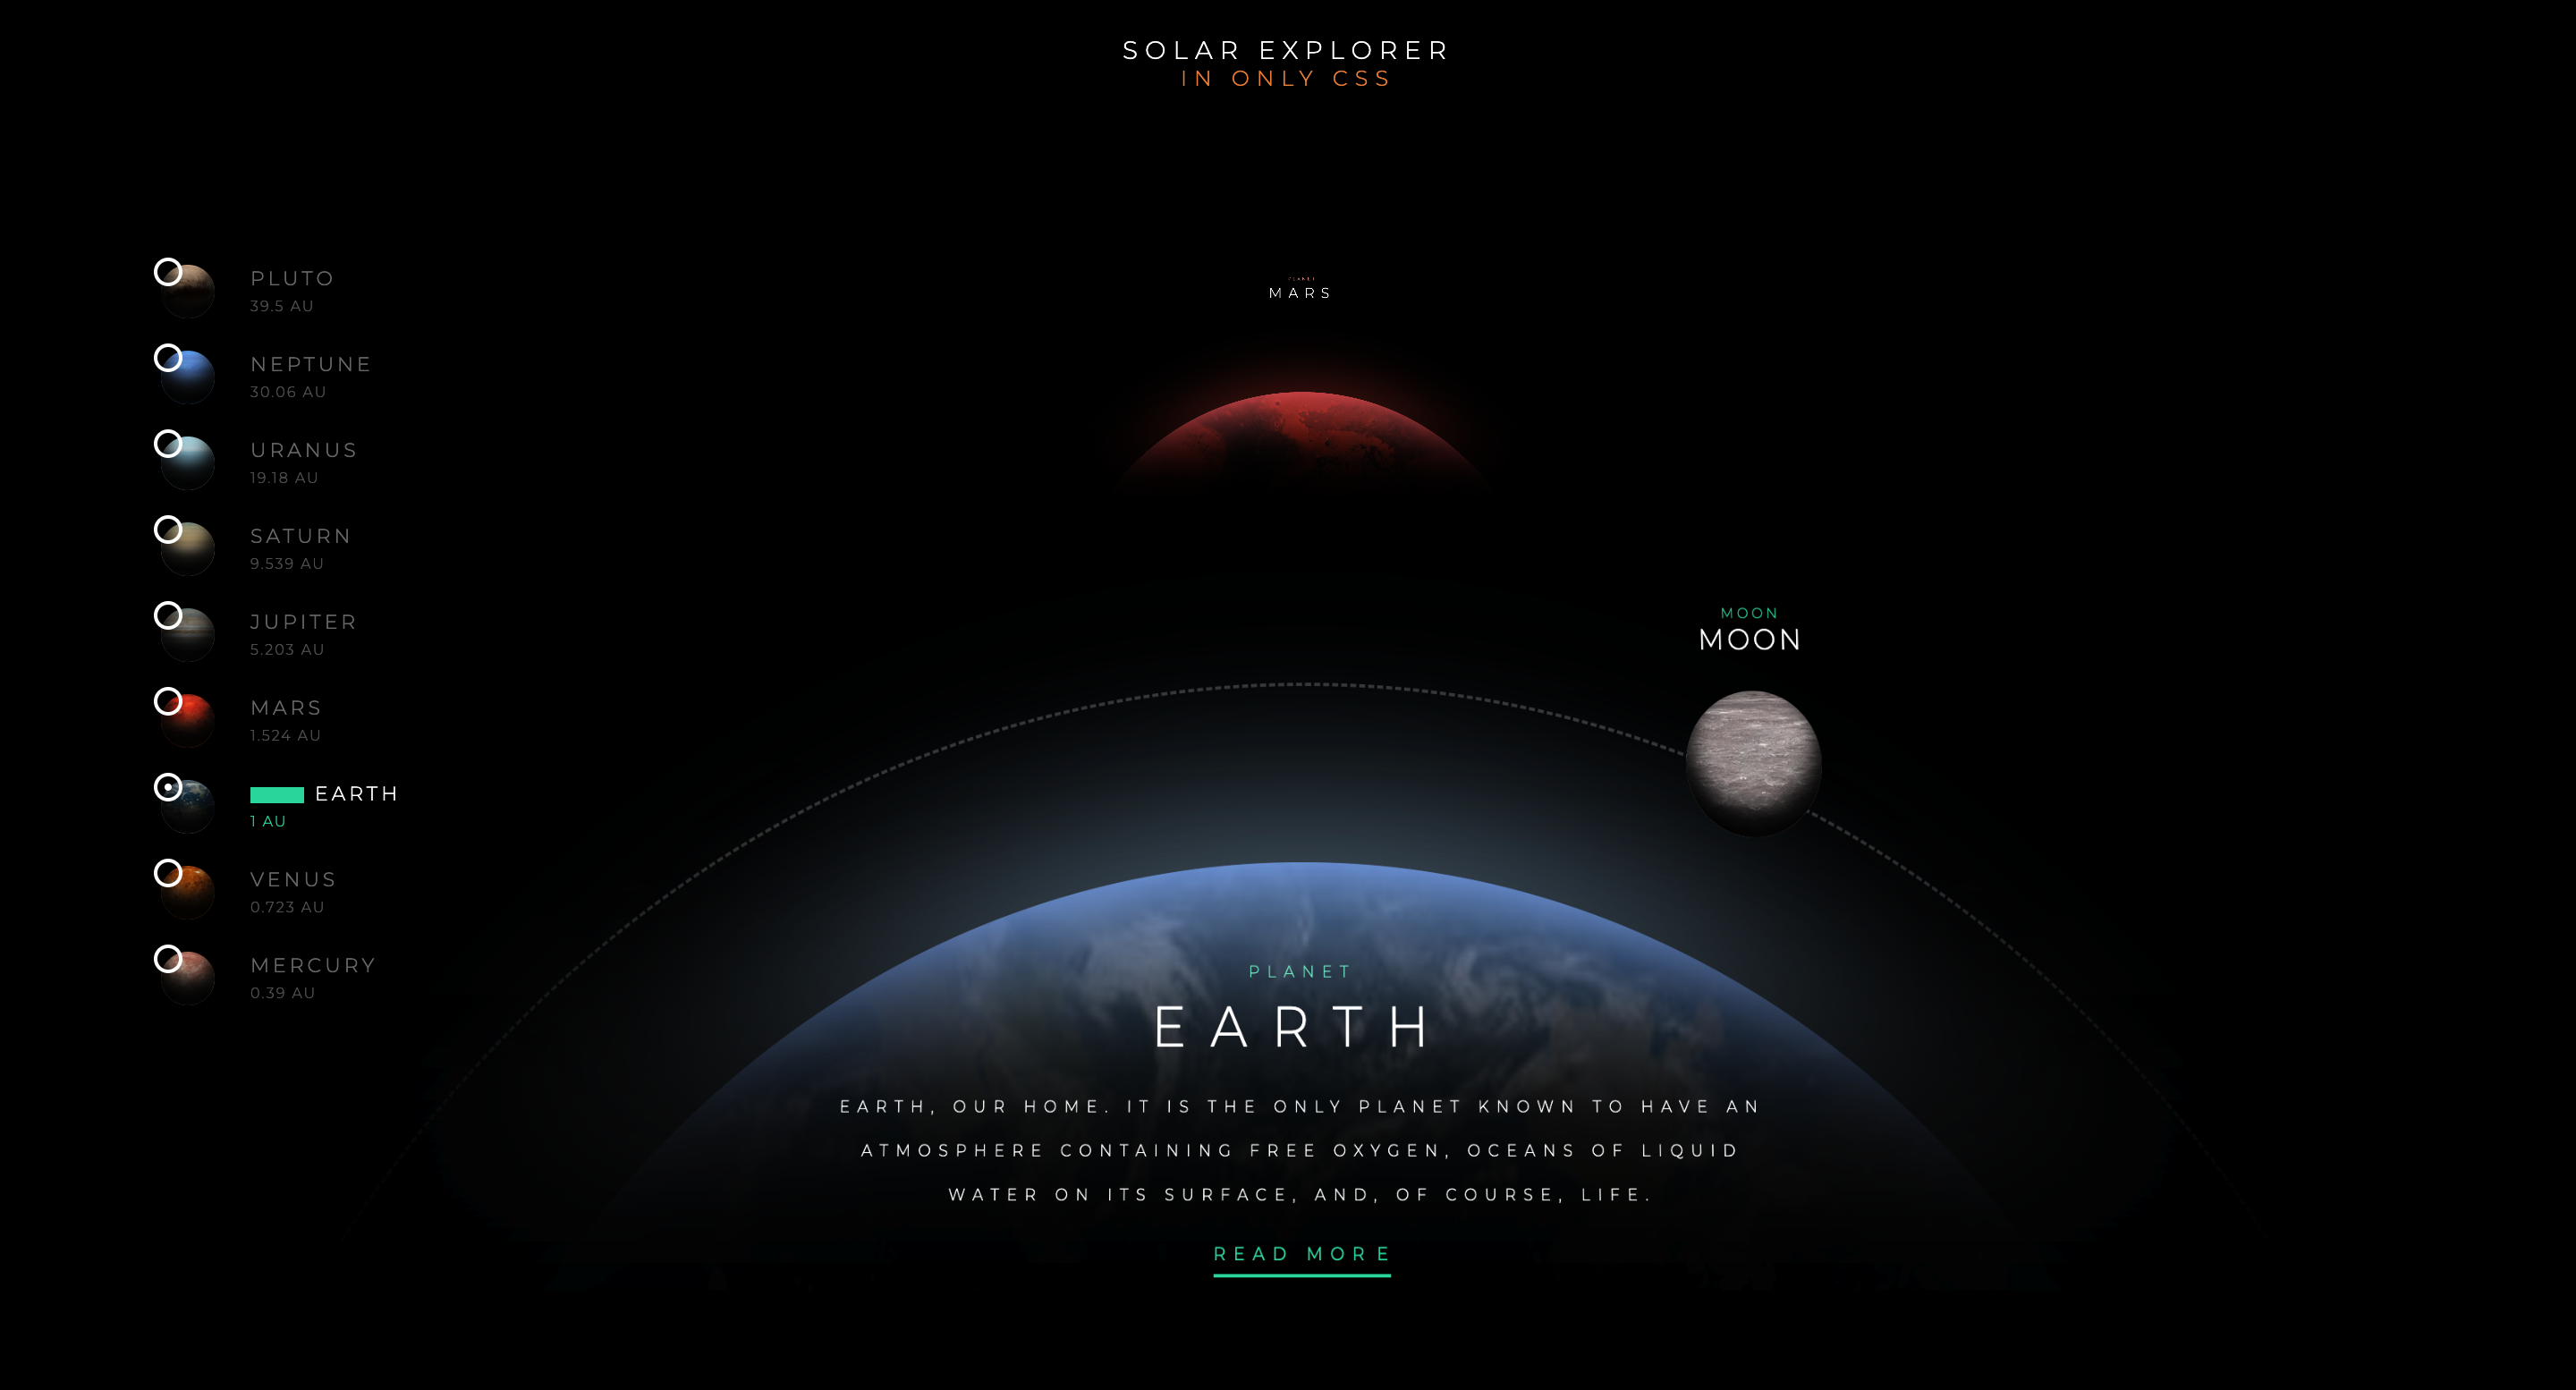 SOLAR EXPLORER
IN ONLY CSS
PLUTO
39.5 AU
NEPTUNE
30.06 AU
URANUS
19.18 AU
SATURN
9.539 AU
JUPITER
5.203 AU
MARS
1.524 AU
EARTH
1 AU
VENUS
0.723 AU
MERCURY
0.39 AU
PLANET
MARS
MOON
MOON
PLANET
EARTH
EARTH, OUR HOME. IT IS THE ONLY PLANET KNOWN TO HAVE AN
ATMOSPHERE CONTAINING FREE OXYGEN, OCEANS OF LIQUID
WATER ON ITS SURFACE, AND, OF COURSE, LIFE.
READ MORE